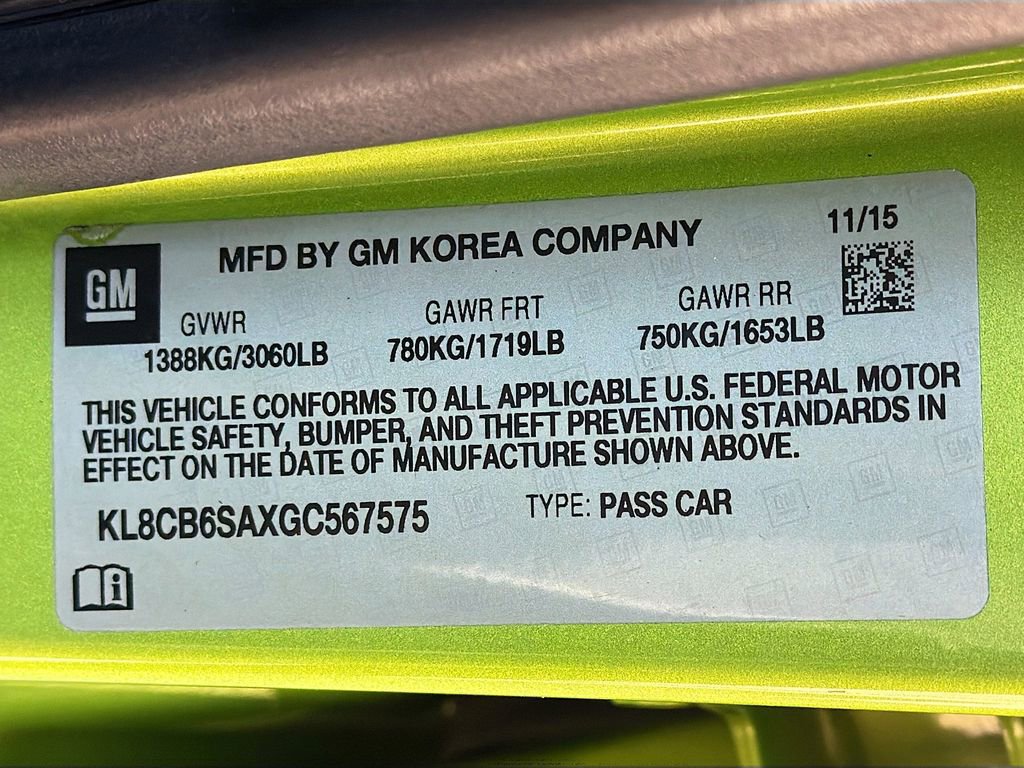 GM
MFD BY GM KOREA COMPANY
11/15
GVWR
GAWR FRT
GAWR RR
1388KG/3060LB
780KG/1719LB
750KG/1653LB
THIS VEHICLE CONFORMS TO ALL APPLICABLE U.S. FEDERAL MOTOR
VEHICLE SAFETY, BUMPER, AND THEFT PREVENTION STANDARDS IN
EFFECT ON THE DATE OF MANUFACTURE SHOWN ABOVE.
KL8CB6SAXGC567575
TYPE: PASS CAR